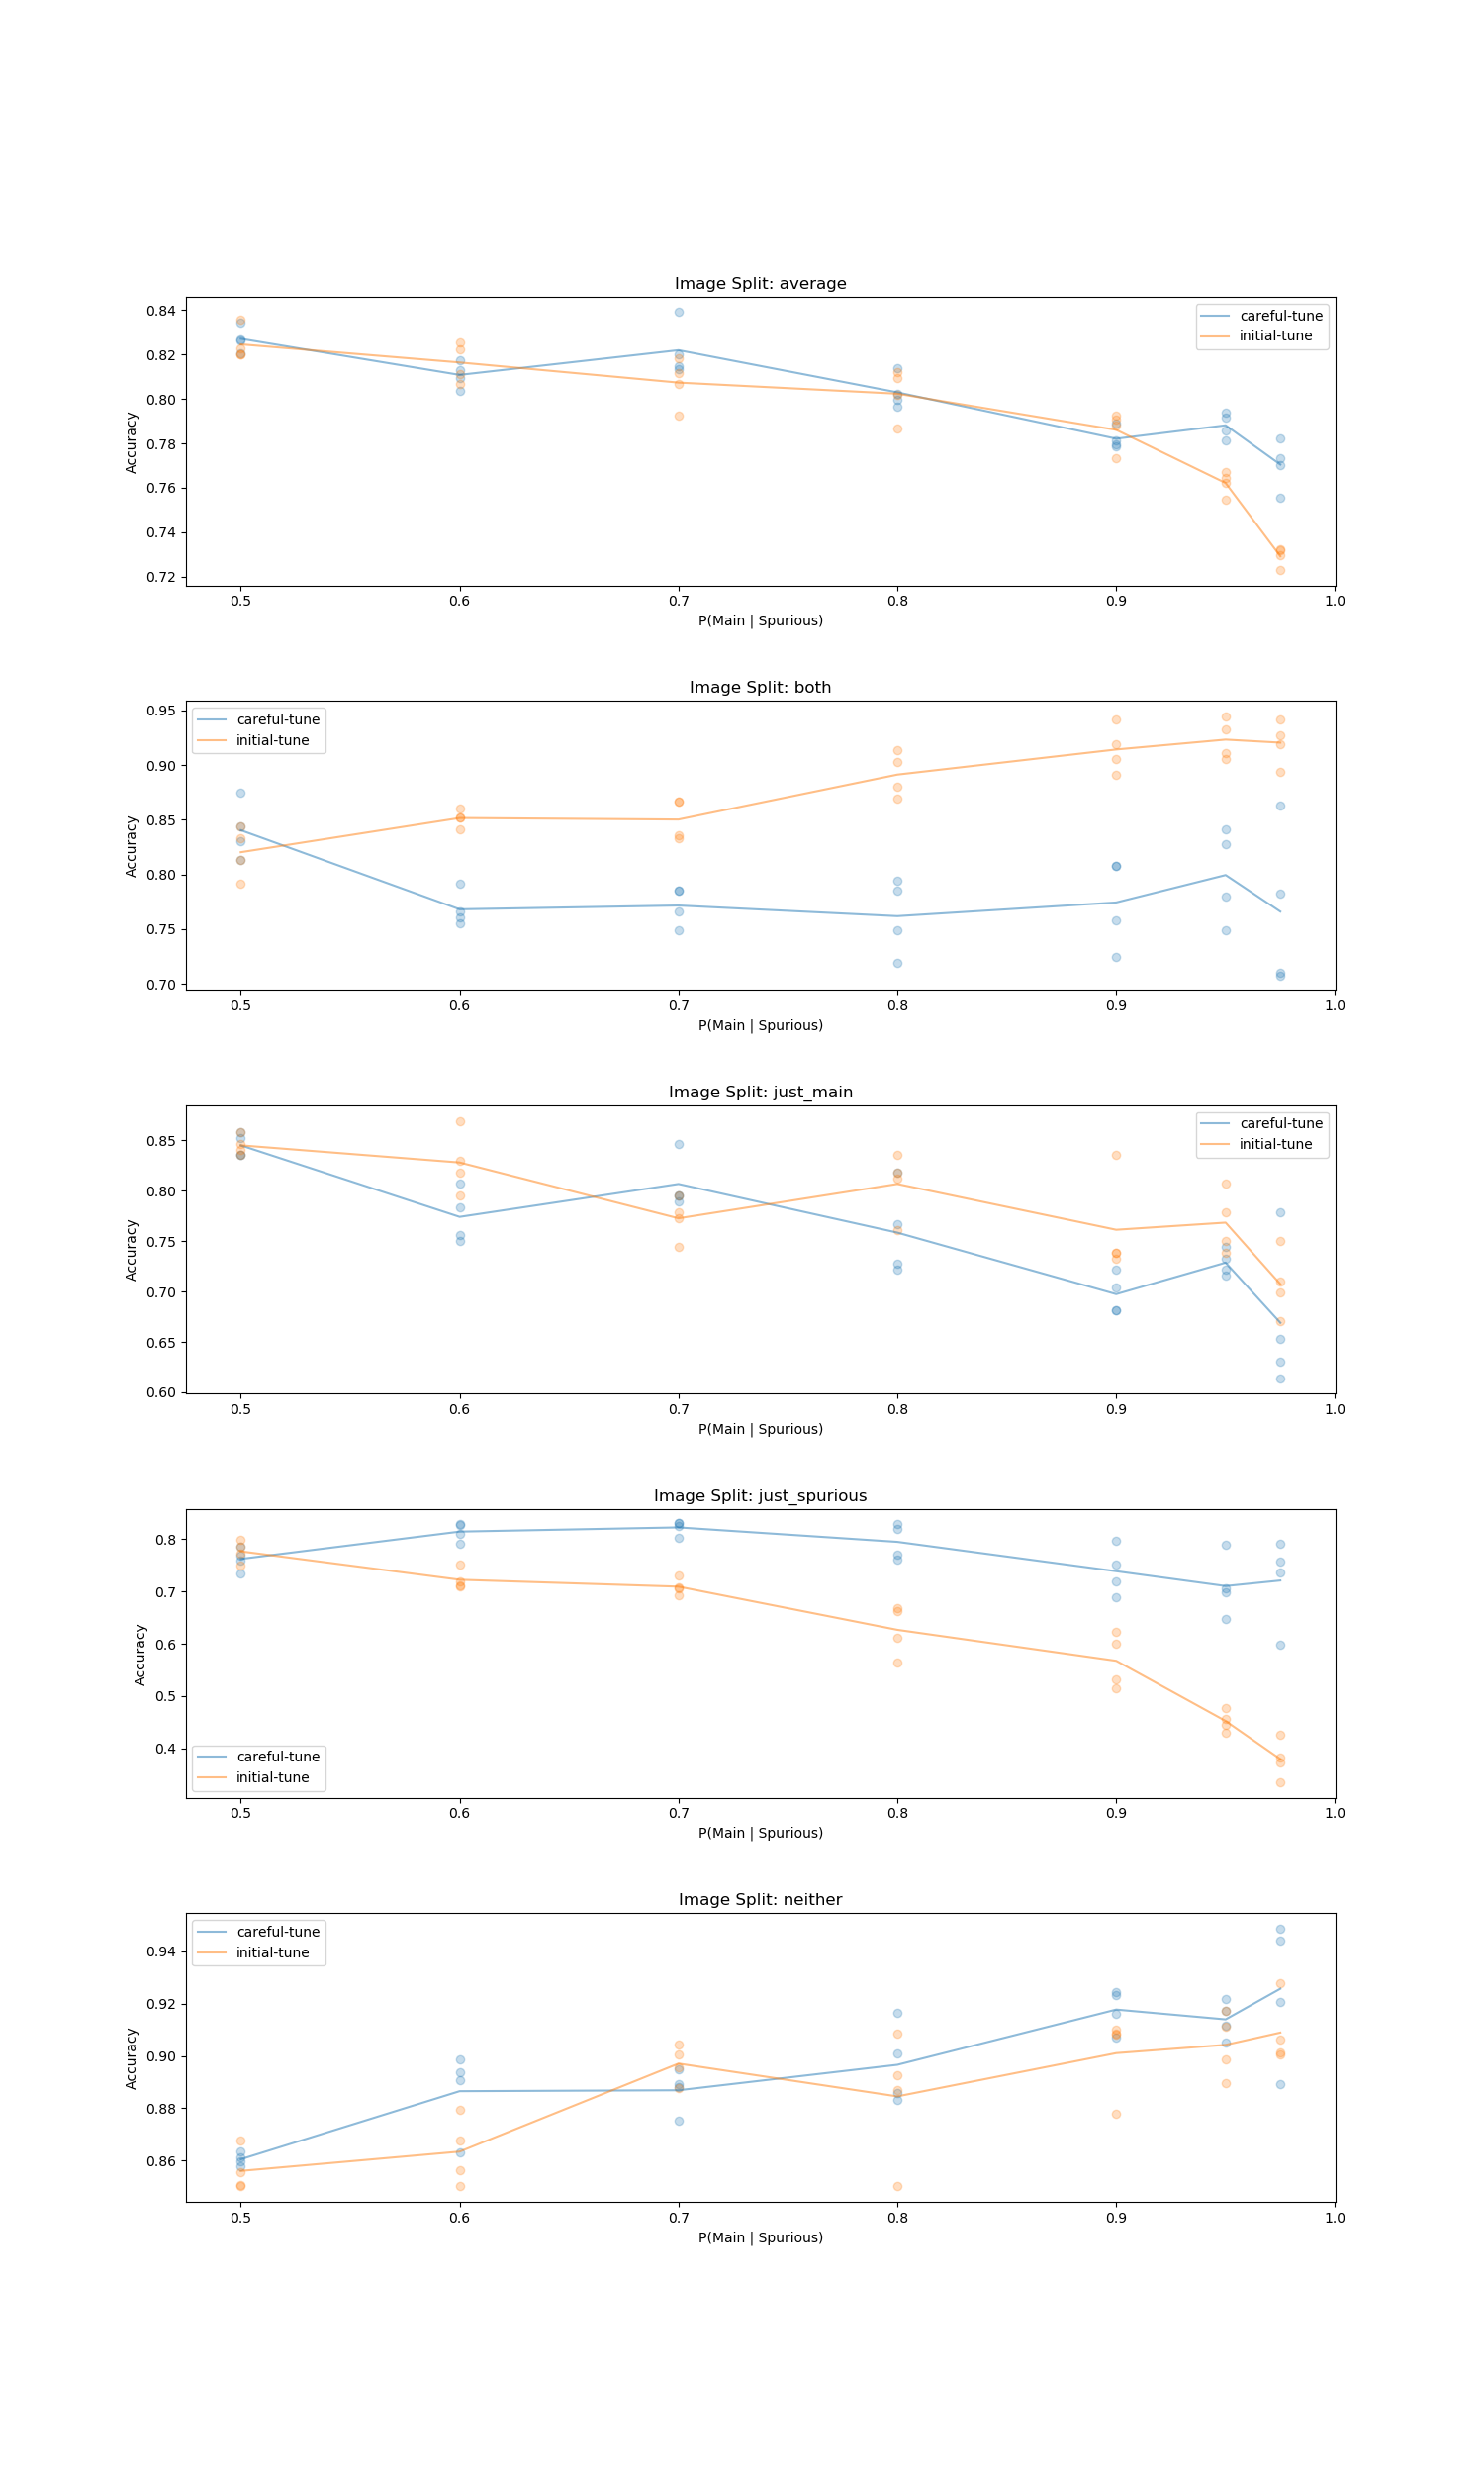 Image Split: average
0.84
0.82
0.80
0.78
0.76
0.74
0.72
Accuracy
careful-tune
initial-tune
0.5 0.6 0.7 0.8 0.9 1.0
P(Main | Spurious)
Image Split: both
0.95
0.90
0.85
0.80
0.75
0.70
Accuracy
careful-tune
initial-tune
0.5 0.6 0.7 0.8 0.9 1.0
P(Main | Spurious)
Image Split: just_main
0.85
0.80
0.75
0.70
0.65
0.60
Accuracy
careful-tune
initial-tune
0.5 0.6 0.7 0.8 0.9 1.0
P(Main | Spurious)
Image Split: just_spurious
0.8
0.7
0.6
0.5
0.4
Accuracy
careful-tune
initial-tune
0.5 0.6 0.7 0.8 0.9 1.0
P(Main | Spurious)
Image Split: neither
0.94
0.92
0.90
0.88
0.86
Accuracy
careful-tune
initial-tune
0.5 0.6 0.7 0.8 0.9 1.0
P(Main | Spurious)